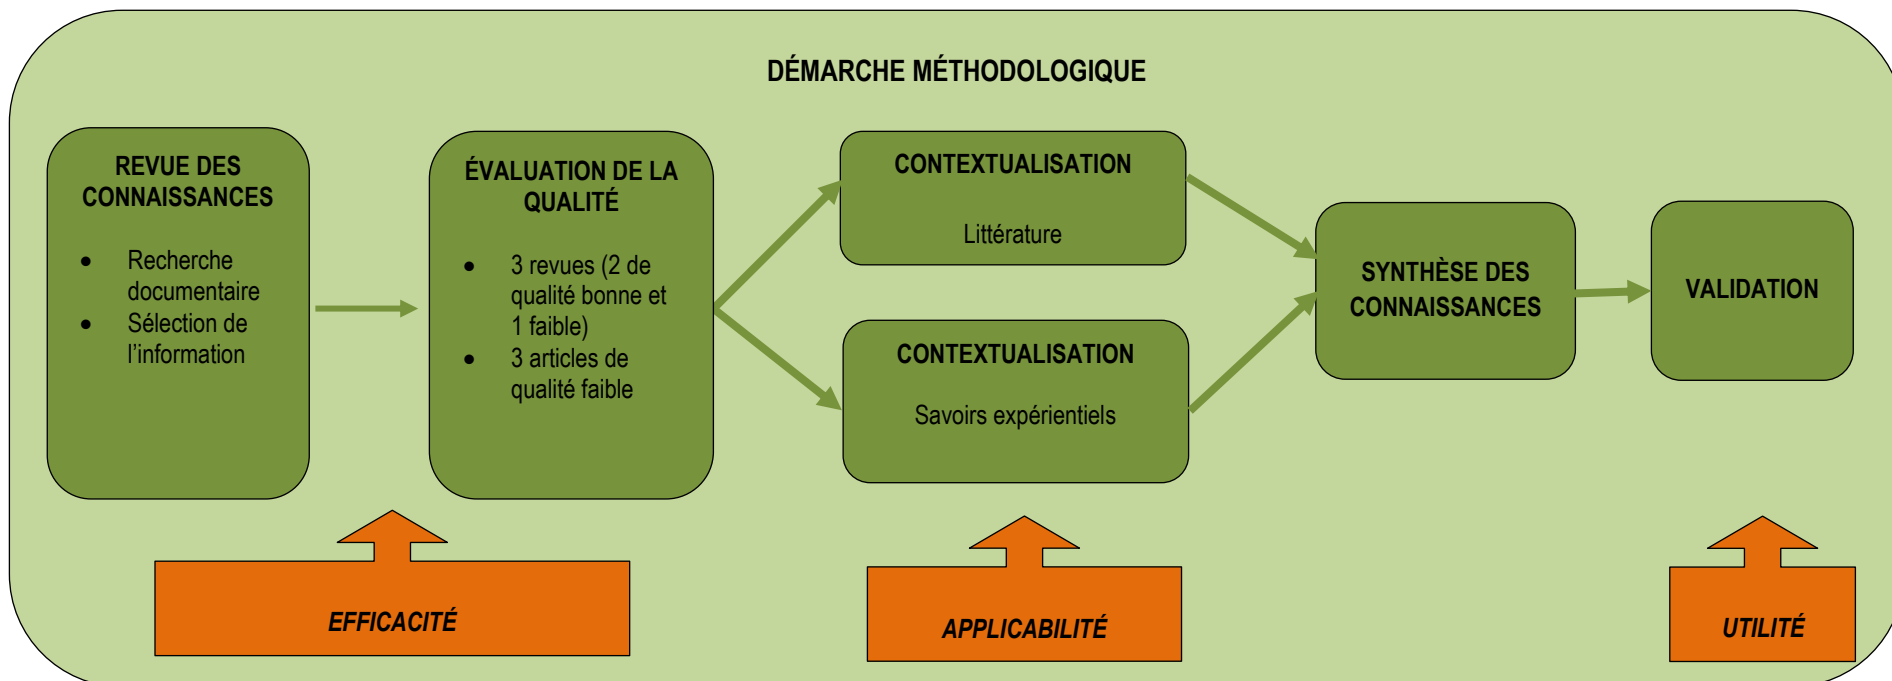 DÉMARCHE MÉTHODOLOGIQUE
REVUE DES
CONNAISSANCES
• Recherche
documentaire
• Sélection de
l'information
ÉVALUATION DE LA
QUALITÉ
• 3 revues (2 de
qualité bonne et
1 faible)
• 3 articles de
qualité faible
CONTEXTUALISATION
Littérature
CONTEXTUALISATION
Savoirs expérientiels
SYNTHÈSE DES
CONNAISSANCES
VALIDATION
EFFICACITÉ
APPLICABILITÉ
UTILITÉ